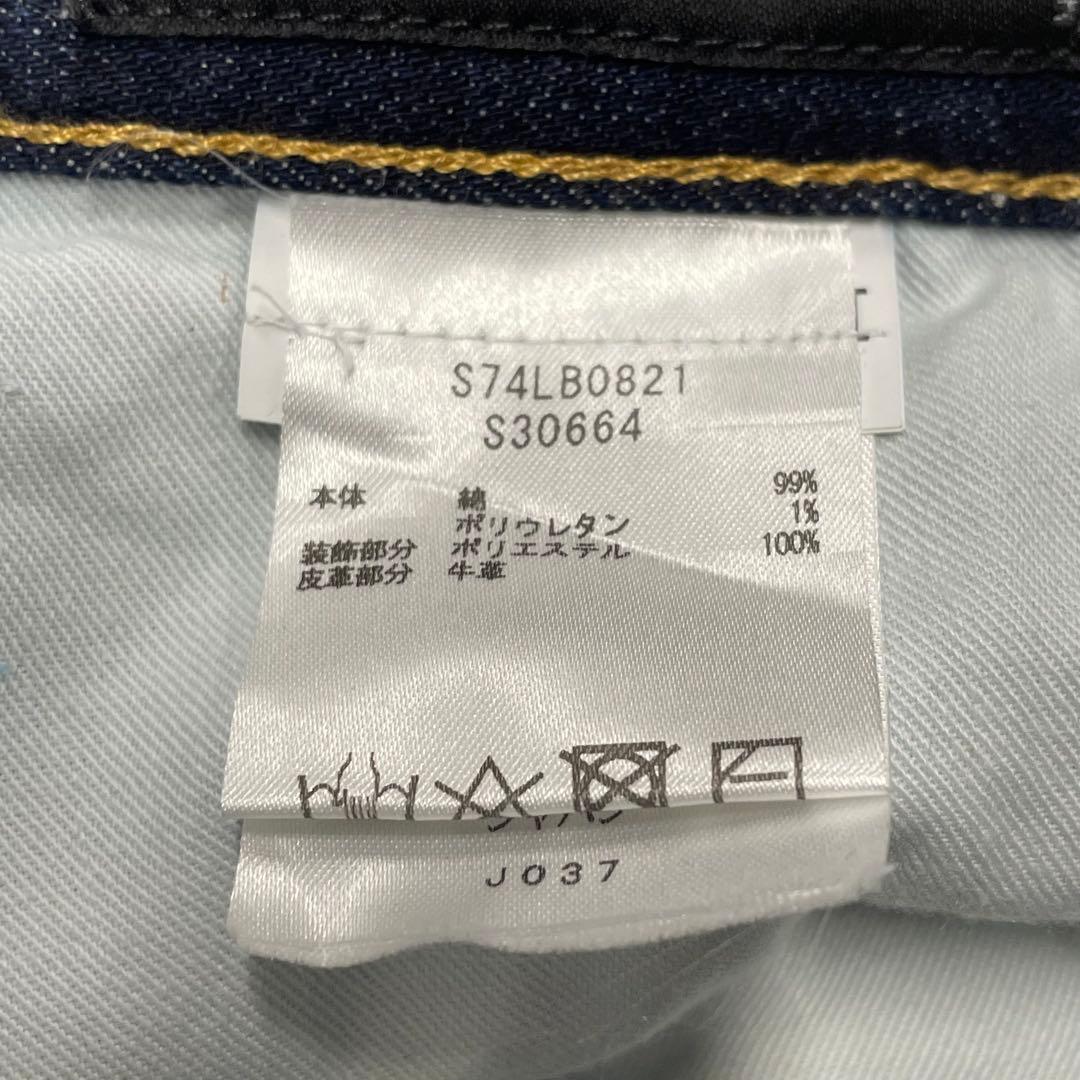 S74LB0821
S30664
本体 綿 99%
ポリウレタン 1%
装飾部分 ポリエステル 100%
皮革部分 牛革
J037